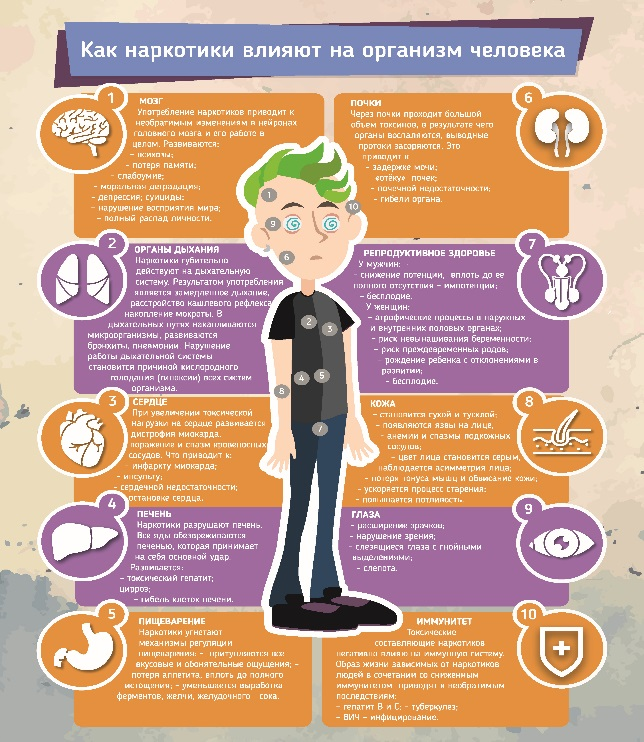 Как наркотики влияют на организм человека
1
МОЗГ
Употребление наркотиков приводит к
необратимым изменениям в нейронах
головного мозга и его работе в
целом. Развиваются:
- психозы;
- потеря памяти;
- слабоумие;
- моральная деградация;
- депрессия; суициды;
- нарушение восприятия мира;
- полный распад личности.
2
ОРГАНЫ ДЫХАНИЯ
Наркотики губительно
действуют на дыхательную
систему. Результатом употребления
является замедленное дыхание,
расстройство кашлевого рефлекса,
накопление мокроты. В
дыхательных путях накапливаются
микроорганизмы, развиваются
бронхиты, пневмонии. Нарушение
работы дыхательной системы
становится причиной кислородного
голодания (гипоксии) всех систем
организма.
3
СЕРДЦЕ
При увеличении токсической
нагрузки на сердце развивается
дистрофия миокарда,
поражение и спазм кровеносных
сосудов. Что приводит к:
- инфаркту миокарда;
- инсульту;
- сердечной недостаточности;
остановке сердца.
4
ПЕЧЕНЬ
Наркотики разрушают печень.
Все яды обезвреживаются
печенью, которая принимает
на себя основной удар.
Развивается:
- токсический гепатит;
цирроз;
- гибель клеток печени.
5
ПИЩЕВАРЕНИЕ
Наркотики угнетают
механизмы регуляции
пищеварения: - притупляются все
вкусовые и обонятельные ощущения; -
потеря аппетита, вплоть до полного
истощения; - уменьшается выработка
ферментов, желчи, желудочного сока.
6
ПОЧКИ
Через почки проходит большой
объем токсинов, в результате чего
органы воспаляются, выводные
протоки засоряются. Это
приводит к
- задержке мочи;
«отёку» почек;
- почечной недостаточности;
- гибели органа.
7
РЕПРОДУКТИВНОЕ ЗДОРОВЬЕ
У мужчин: -
- снижение потенции, вплоть до ее
полного отсутствия – импотенции;
- бесплодие.
У женщин:
- атрофические процессы в наружных
и внутренних половых органах;
- риск невынашивания беременности;
- риск преждевременных родов;
- рождение ребенка с отклонениями в
развитии;
- бесплодие.
8
КОЖА
- становится сухой и тусклой;
- появляются язвы на лице,
- анемии и спазмы подкожных
сосудов;
- цвет лица становится серым,
наблюдается асимметрия лица;
- потеря тонуса мышц и обвисание кожи;
- ускоряется процесс старения;
- повышается потливость.
9
ГЛАЗА
- расширение зрачков;
- нарушение зрения;
- слезящиеся глаза с гнойными
выделениями;
- слепота.
10
ИММУНИТЕТ
Токсические
составляющие наркотиков
негативно влияют на иммунную систему.
Образ жизни зависимых от наркотиков
людей в сочетании со сниженным
иммунитетом приводят к необратимым
последствиям:
- гепатит В и С; - туберкулез;
- ВИЧ – инфицирование.
1
10
9
6
2
3
4
5
8
7